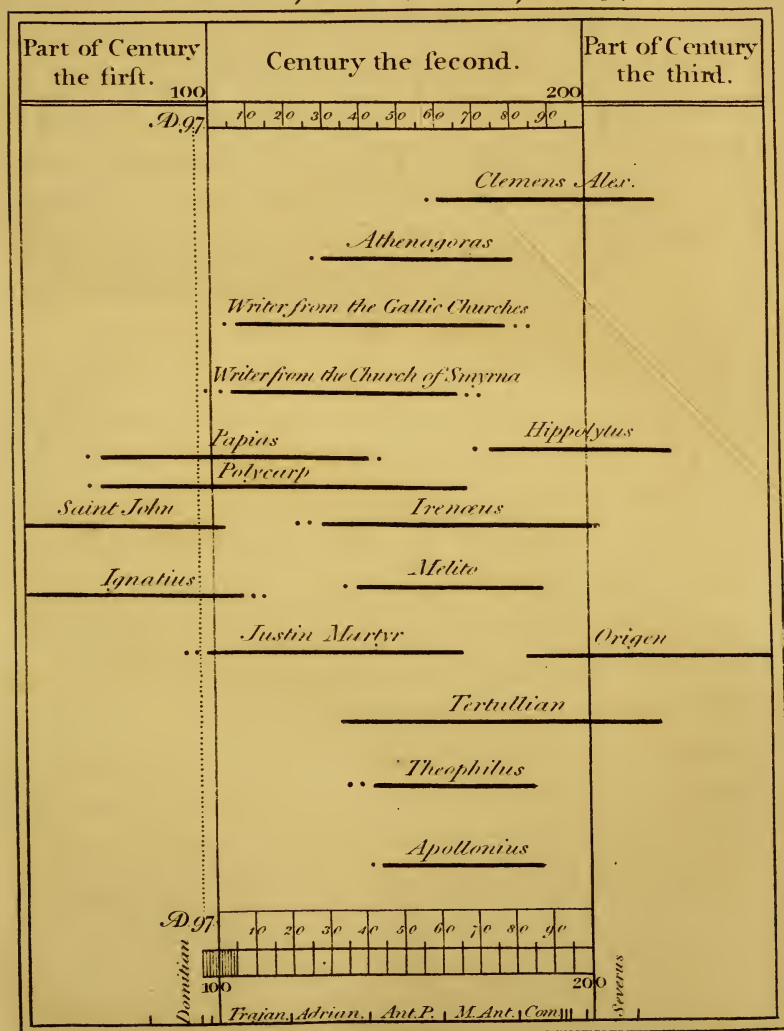 Part of Century the firſt.
100
Century the ſecond.
200
Part of Century the third.
AD.97
10 20 30 40 50 60 70 80 90
Clemens Alex.
Athenagoras
Writer from the Gallic Churches
Writer from the Church of Smyrna
Papias
Hippolytus
Polycarp
Saint John
Irenæus
Ignatius
Melito
Justin Martyr
Origen
Tertullian
Theophilus
Apollonius
AD.97
10 20 30 40 50 60 70 80 90
Domitian
100
200
Severus
Trajan. Adrian. Ant.P. M.Ant. Com